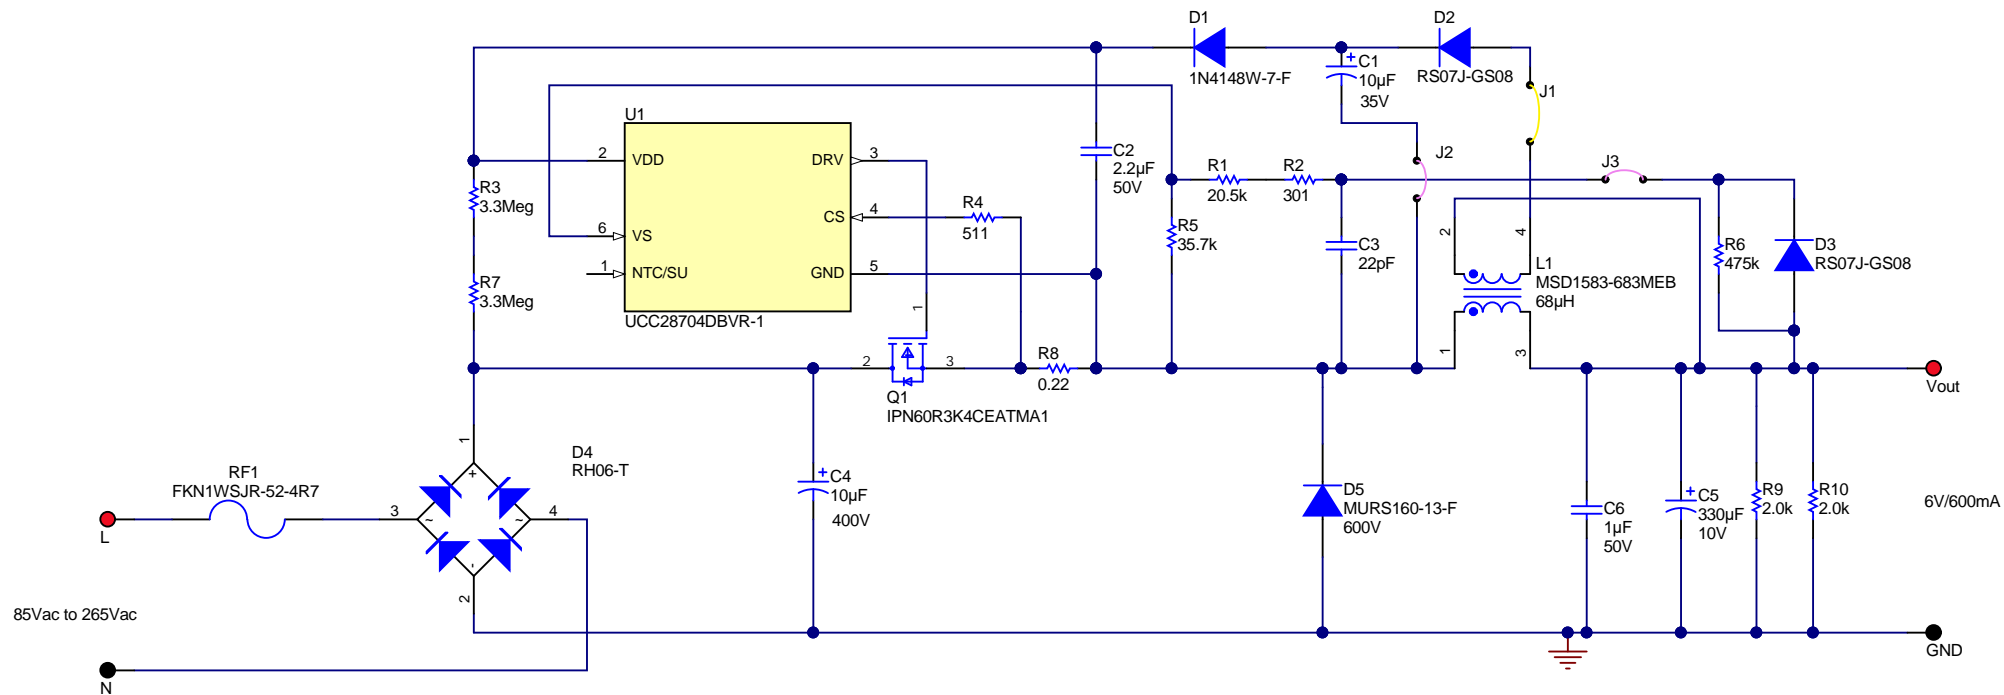 D1
1N4148W-7-F
D2
RS07J-GS08
+
C1
10µF
35V
J1
J2
J3
U1
2
VDD
DRV
3
CS
4
6
VS
1
NTC/SU
GND
5
UCC28704DBVR-1
C2
2.2µF
50V
R3
3.3Meg
R7
3.3Meg
R4
511
R1
20.5k
R2
301
R5
35.7k
C3
22pF
2
4
L1
MSD1583-683MEB
68µH
1
3
R6
475k
D3
RS07J-GS08
1
2
3
Q1
IPN60R3K4CEATMA1
R8
0.22
Vout
D4
RH06-T
1
+
3
~
~
4
-
2
RF1
FKN1WSJR-52-4R7
L
85Vac to 265Vac
N
+
C4
10µF
400V
D5
MURS160-13-F
600V
C6
1µF
50V
+
C5
330µF
10V
R9
2.0k
R10
2.0k
6V/600mA
GND